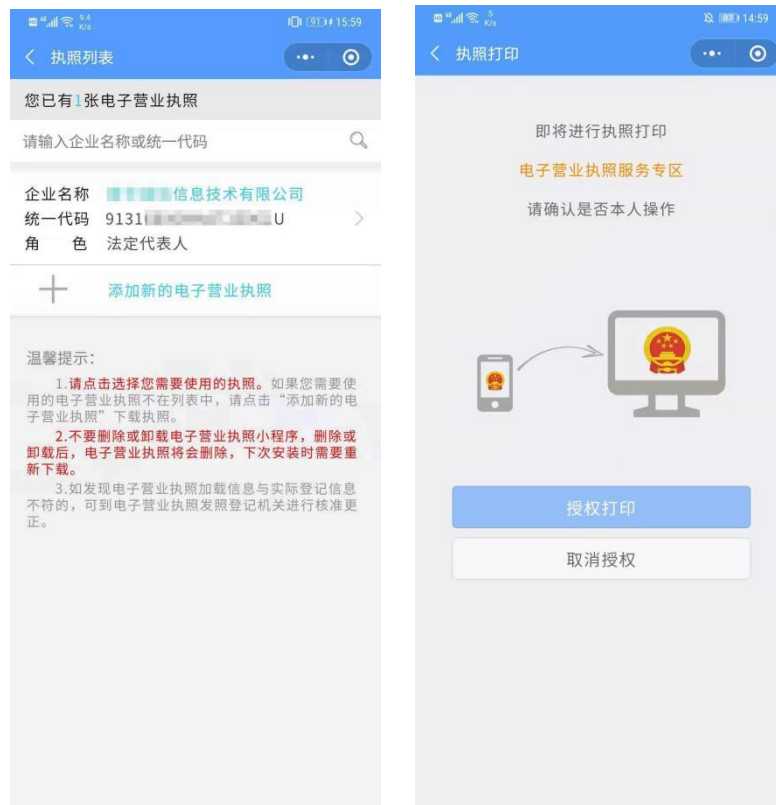 9.4
K/s
91
15:59
执照列表
您已有1张电子营业执照
请输入企业名称或统一代码
企业名称 信息技术有限公司
统一代码 9131 U
角 色 法定代表人
添加新的电子营业执照
温馨提示:
1.请点击选择您需要使用的执照。如果您需要使
用的电子营业执照不在列表中，请点击“添加新的电
子营业执照”下载执照。
2.不要删除或卸载电子营业执照小程序，删除或
卸载后，电子营业执照将会删除，下次安装时需要重
新下载。
3.如发现电子营业执照加载信息与实际登记信息
不符的，可到电子营业执照发照登记机关进行核准更
正。
5
K/s
87
14:59
执照打印
即将进行执照打印
电子营业执照服务专区
请确认是否本人操作
授权打印
取消授权